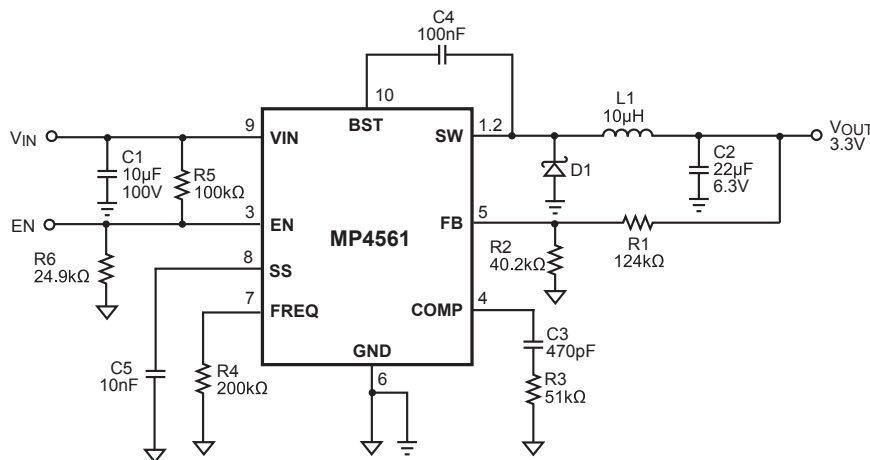 C4
100nF
10
BST
L1
10µH
9
VIN
SW
1.2
V_IN
V_OUT
3.3V
C1
10µF
100V
R5
100kΩ
D1
C2
22µF
6.3V
EN
3
EN
MP4561
FB
5
R1
124kΩ
R2
40.2kΩ
R6
24.9kΩ
8
SS
7
FREQ
COMP
4
C3
470pF
C5
10nF
R4
200kΩ
GND
6
R3
51kΩ